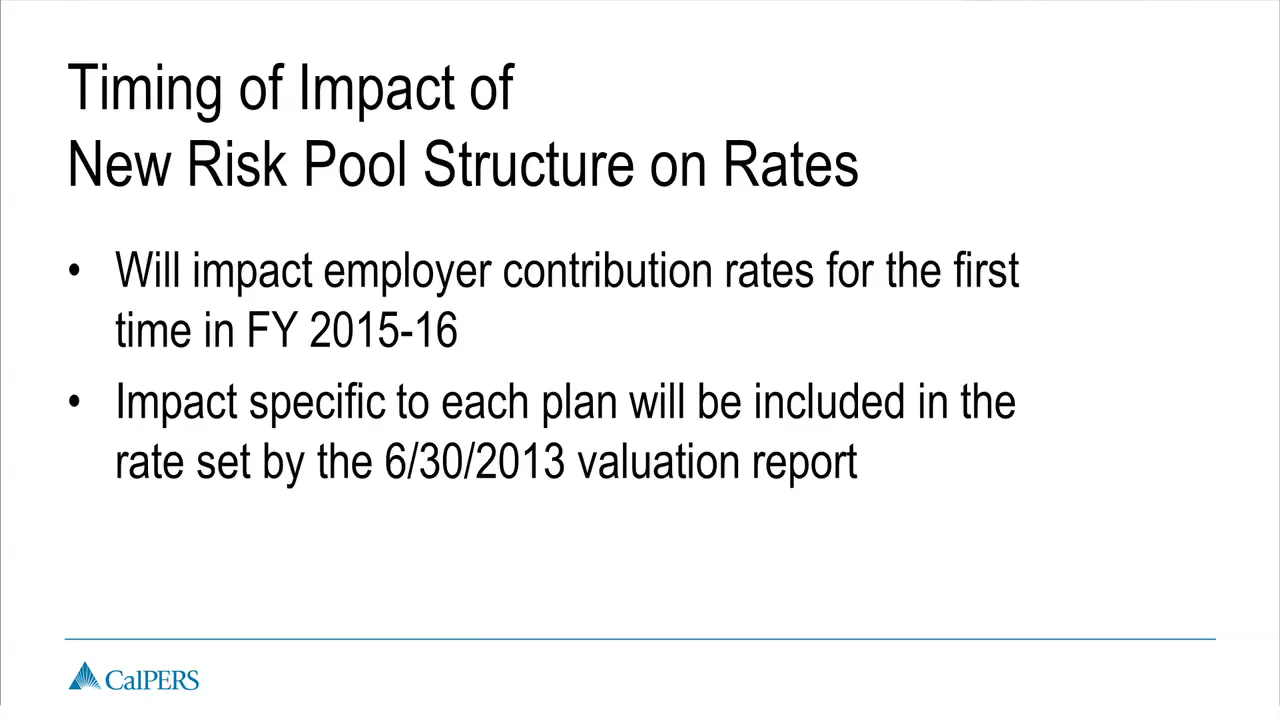 Timing of Impact of
New Risk Pool Structure on Rates
• Will impact employer contribution rates for the first
time in FY 2015-16
• Impact specific to each plan will be included in the
rate set by the 6/30/2013 valuation report
CalPERS